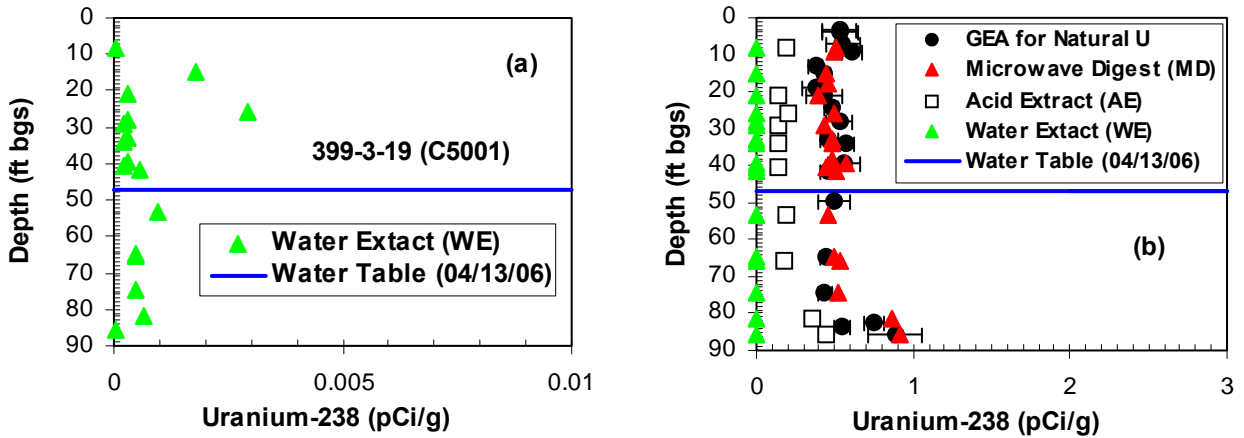 0
10
20
30
40
50
60
70
80
90
Depth (ft bgs)
(a)
399-3-19 (C5001)
Water Extact (WE)
Water Table (04/13/06)
0
0.005
0.01
Uranium-238 (pCi/g)
0
10
20
30
40
50
60
70
80
90
Depth (ft bgs)
GEA for Natural U
Microwave Digest (MD)
Acid Extract (AE)
Water Extact (WE)
Water Table (04/13/06)
(b)
0
1
2
3
Uranium-238 (pCi/g)